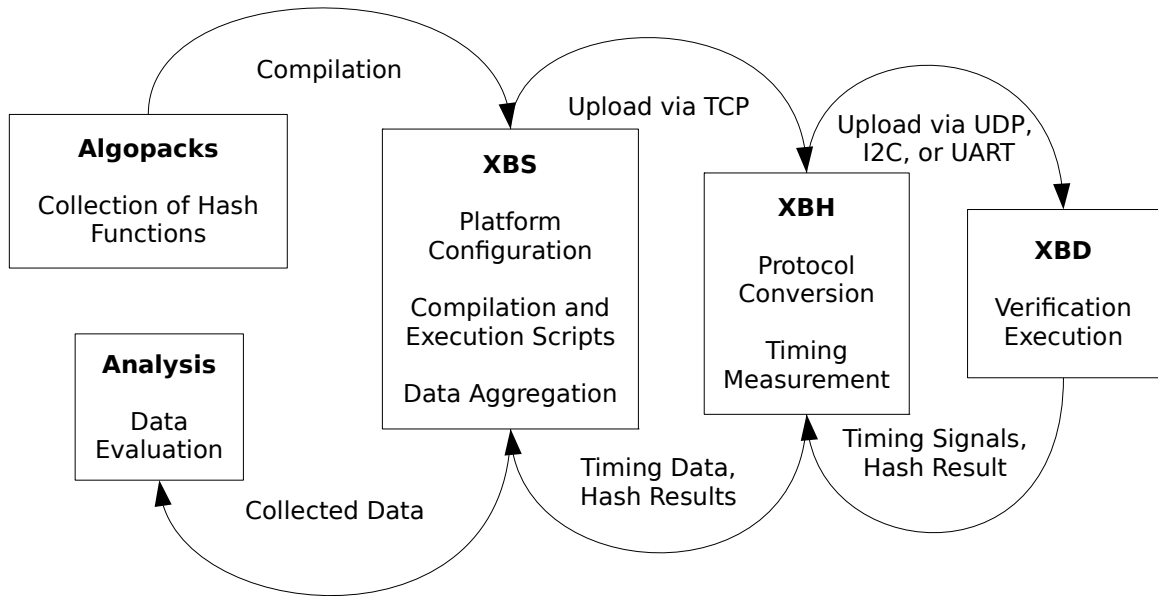 Compilation
Algopacks
Collection of Hash
Functions
Upload via TCP
XBS
Platform
Configuration
Compilation and
Execution Scripts
Data Aggregation
Upload via UDP,
I2C, or UART
XBH
Protocol
Conversion
Timing
Measurement
XBD
Verification
Execution
Analysis
Data
Evaluation
Collected Data
Timing Data,
Hash Results
Timing Signals,
Hash Result